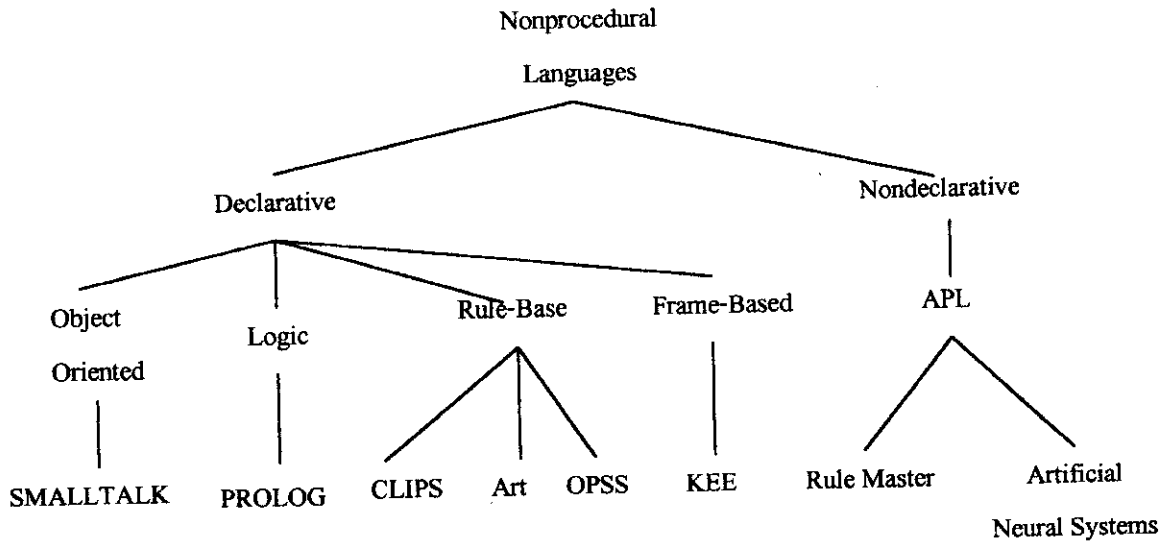 Nonprocedural
Languages
Declarative
Nondeclarative
Object
Oriented
Logic
Rule-Base
Frame-Based
APL
SMALLTALK
PROLOG
CLIPS
Art
OPSS
KEE
Rule Master
Artificial
Neural Systems